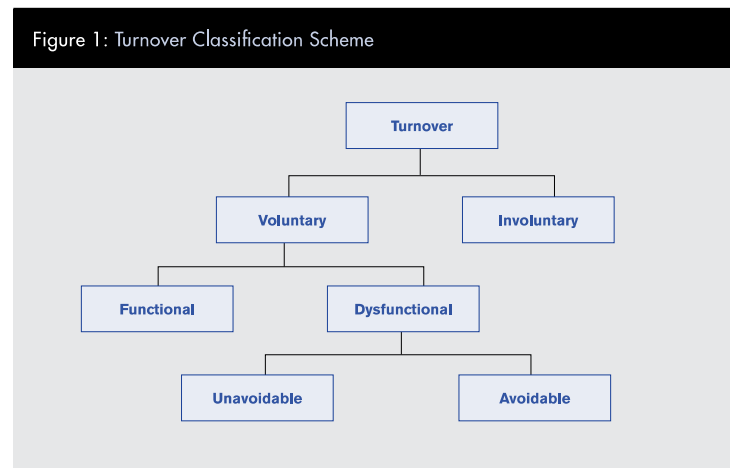 Figure 1: Turnover Classification Scheme
Turnover
Voluntary
Involuntary
Functional
Dysfunctional
Unavoidable
Avoidable